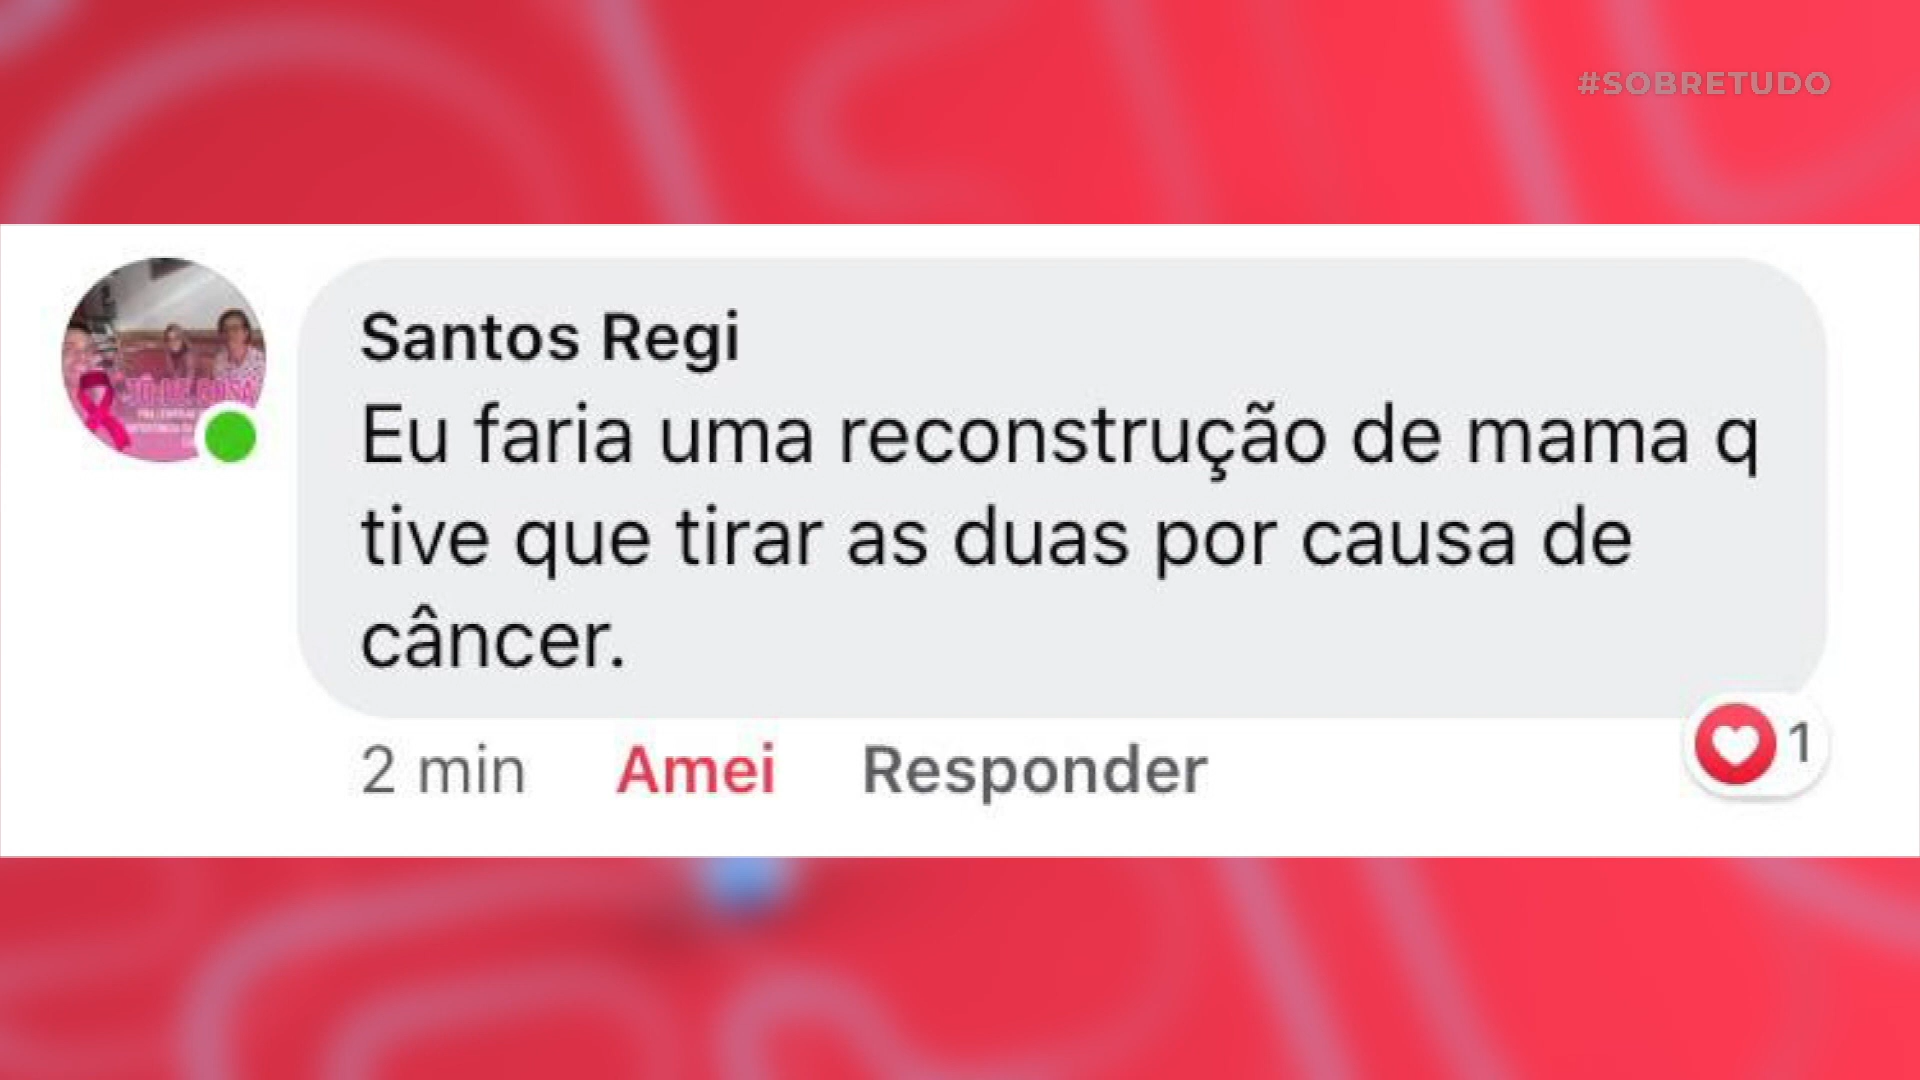 #SOBRETUDO
Santos Regi
Eu faria uma reconstrução de mama q
tive que tirar as duas por causa de
câncer.
2 min Amei Responder
1